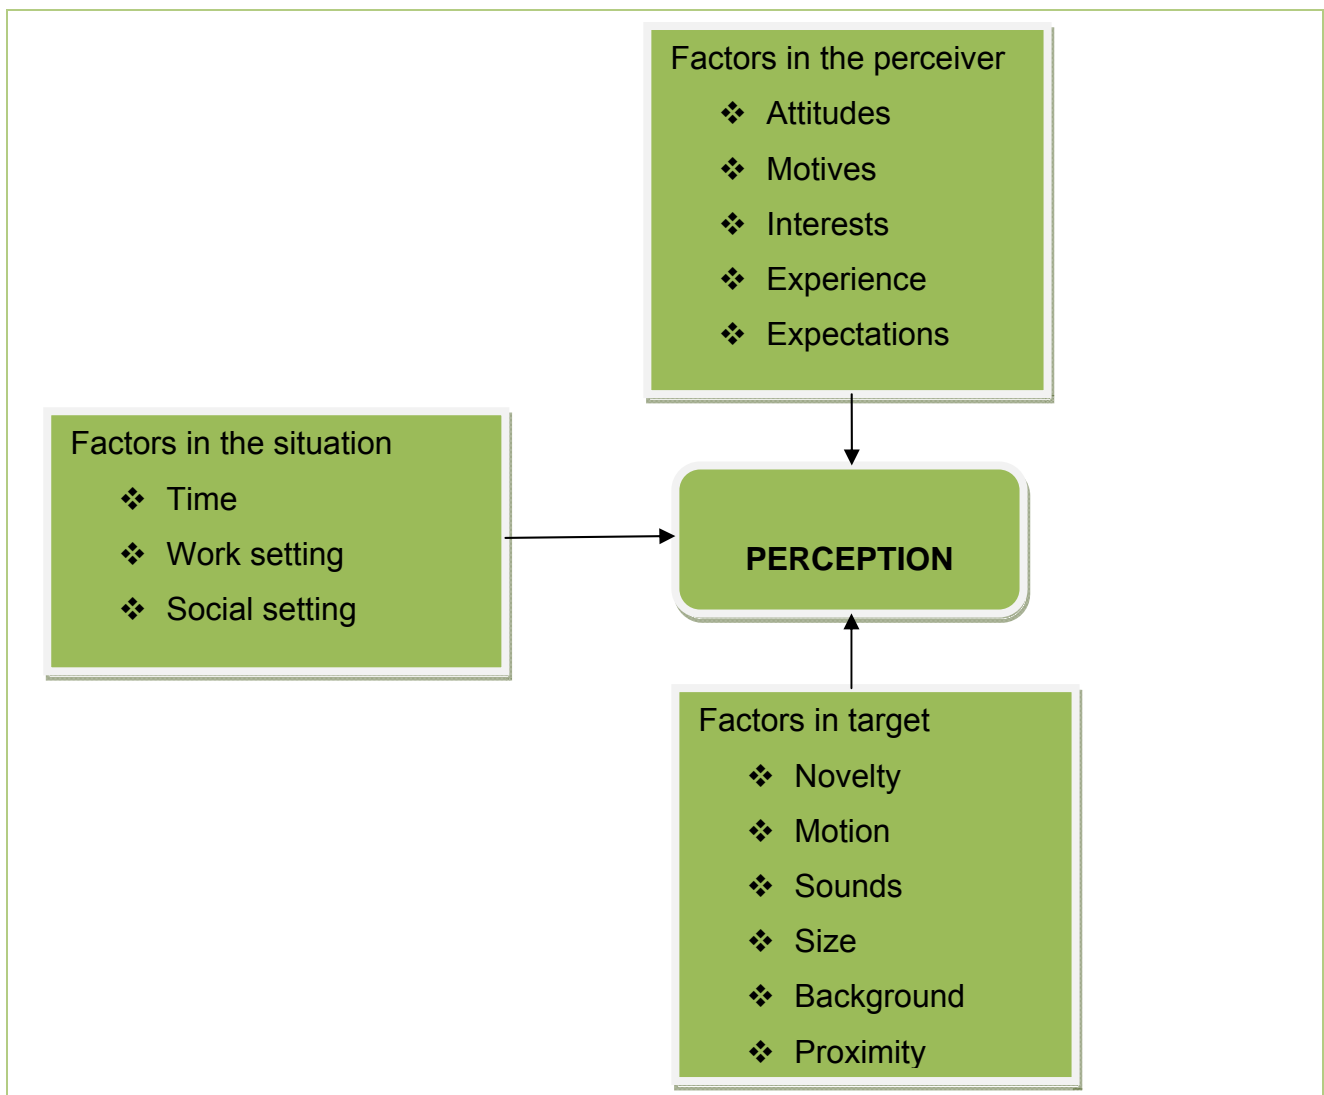 Factors in the perceiver
❖ Attitudes
❖ Motives
❖ Interests
❖ Experience
❖ Expectations
Factors in the situation
❖ Time
❖ Work setting
❖ Social setting
PERCEPTION
Factors in target
❖ Novelty
❖ Motion
❖ Sounds
❖ Size
❖ Background
❖ Proximity